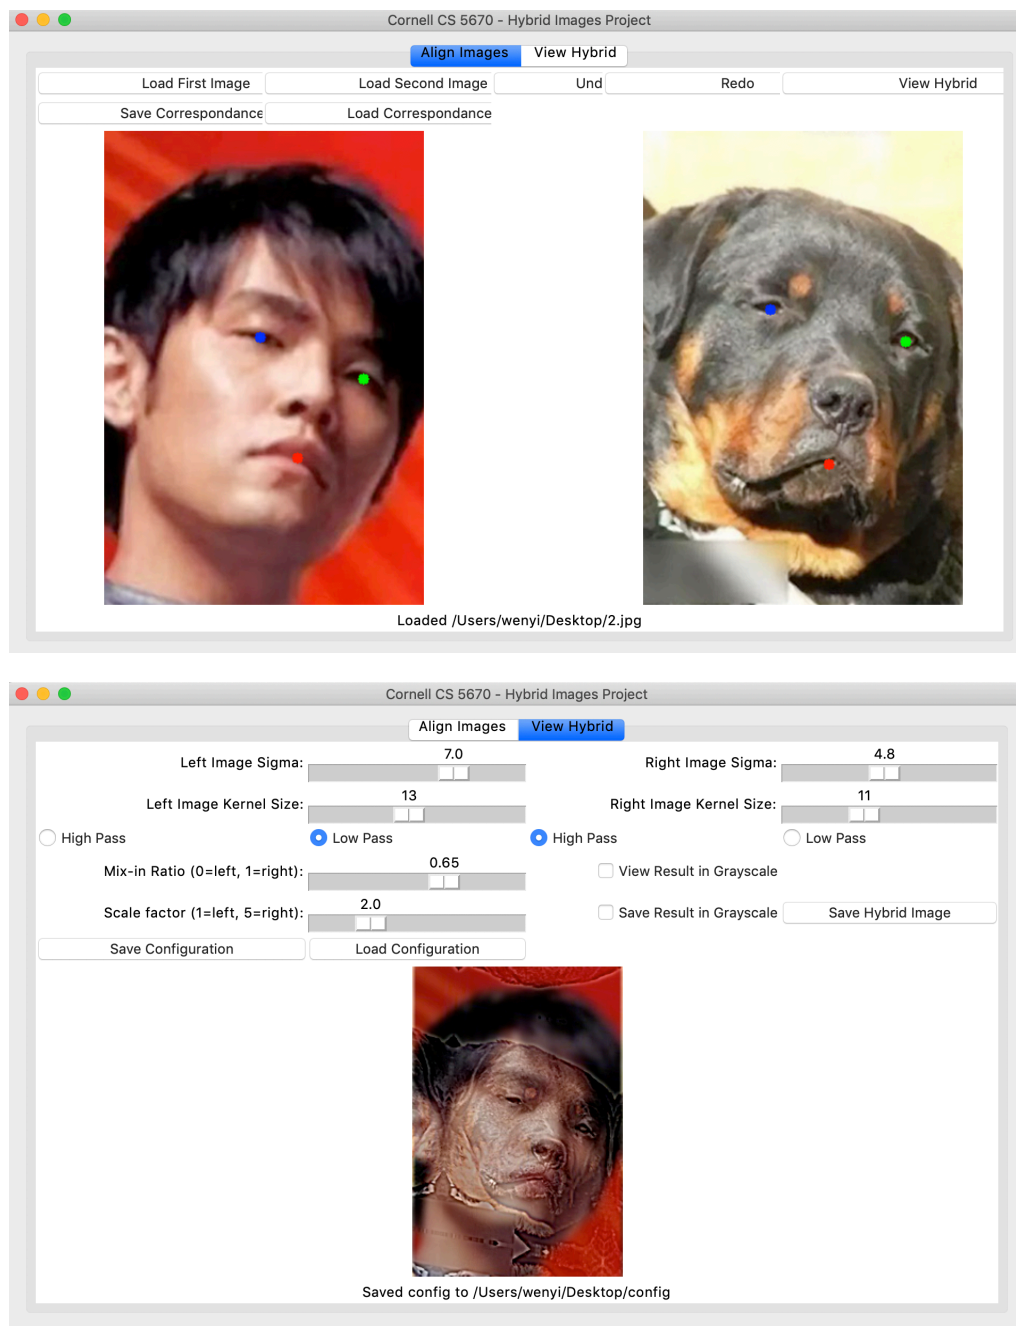 Cornell CS 5670 - Hybrid Images Project
Align Images View Hybrid
Load First Image Load Second Image Und Redo View Hybrid
Save Correspondance Load Correspondance
Loaded /Users/wenyi/Desktop/2.jpg
Cornell CS 5670 - Hybrid Images Project
Align Images View Hybrid
Left Image Sigma: 7.0 Right Image Sigma: 4.8
Left Image Kernel Size: 13 Right Image Kernel Size: 11
High Pass Low Pass High Pass Low Pass
Mix-in Ratio (0=left, 1=right): 0.65 View Result in Grayscale
Scale factor (1=left, 5=right): 2.0 Save Result in Grayscale Save Hybrid Image
Save Configuration Load Configuration
Saved config to /Users/wenyi/Desktop/config